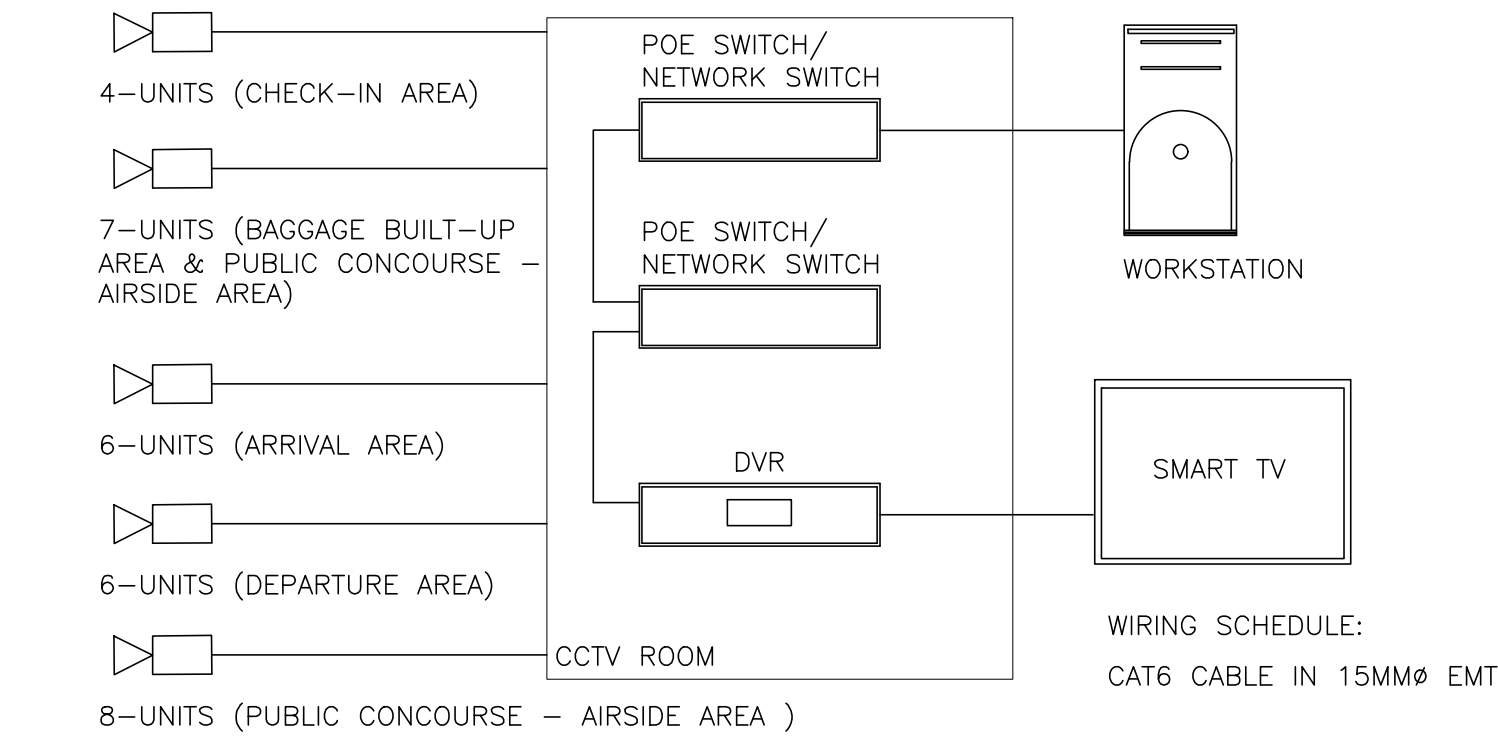 POE SWITCH/
NETWORK SWITCH
4-UNITS (CHECK-IN AREA)
7-UNITS (BAGGAGE BUILT-UP
AREA & PUBLIC CONCOURSE -
AIRSIDE AREA)
POE SWITCH/
NETWORK SWITCH
WORKSTATION
6-UNITS (ARRIVAL AREA)
DVR
SMART TV
6-UNITS (DEPARTURE AREA)
WIRING SCHEDULE:
CCTV ROOM
CAT6 CABLE IN 15MMØ EMT
8-UNITS (PUBLIC CONCOURSE - AIRSIDE AREA )